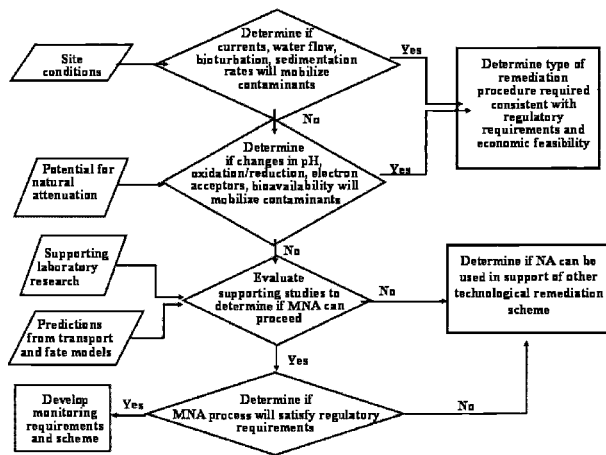 Site
conditions
Determine if
currents, water flow,
bioturbation, sedimentation
rates will mobilize
contaminants
Yes
Determine type of
remediation
procedure required
consistent with
regulatory
requirements and
economic feasibility
No
Potential for
natural
attenuation
Determine
if changes in pH,
oxidation/reduction, electron
acceptors, bioavailability will
mobilize contaminants
Yes
No
Supporting
laboratory
research
Predictions
from transport
and fate models
Evaluate
supporting studies to
determine if MNA can
proceed
No
Determine if NA can be
used in support of other
technological remediation
scheme
Yes
Determine if
MNA process will satisfy regulatory
requirements
Yes
Develop
monitoring
requirements
and scheme
No